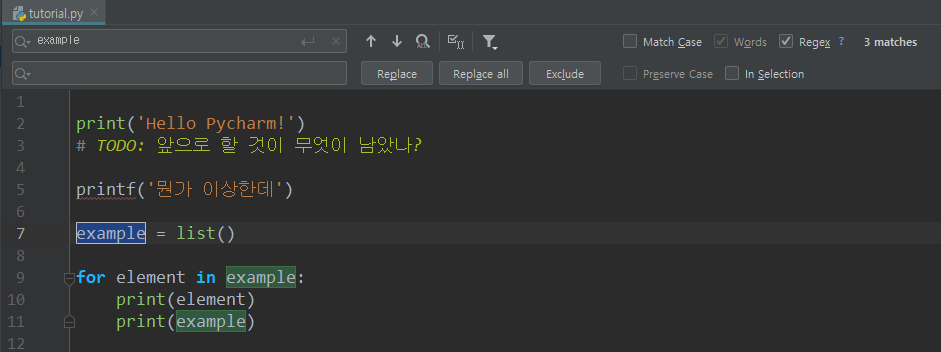 tutorial.py
example
Match Case Words Regex ? 3 matches
Replace Replace all Exclude Preserve Case In Selection
1
2 print('Hello Pycharm!')
3 # TODO: 앞으로 할 것이 무엇이 남았나?
4
5 printf('뭔가 이상한데')
6
7 example = list()
8
9 for element in example:
10 print(element)
11 print(example)
12